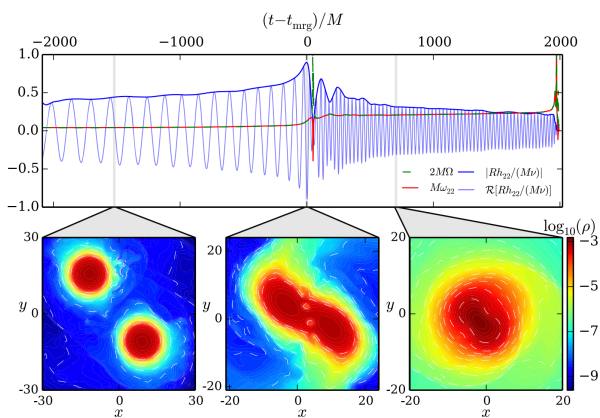 (t−t_mrg)/M
−2000 −1000 0 1000 2000
1.0
0.5
0.0
−0.5
−1.0
2MΩ |Rh₂₂/(Mν)|
Mω₂₂ ℛ[Rh₂₂/(Mν)]
log₁₀(ρ)
30 20 20 −3
y 0 y 0 y 0 −5
−7
−9
−30 −20 −20
−30 0 30 −20 0 20 −20 0 20
x x x